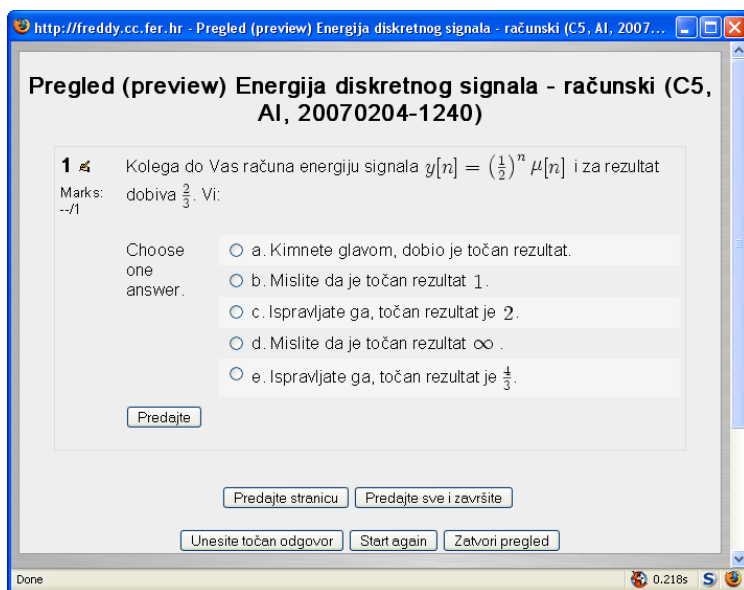 http://freddy.cc.fer.hr - Pregled (preview) Energija diskretnog signala - računski (C5, AI, 2007...
Pregled (preview) Energija diskretnog signala - računski (C5,
AI, 20070204-1240)
1 Kolega do Vas računa energiju signala y[n] = (1/2)^n μ[n] i za rezultat
Marks: dobiva 2/3. Vi:
--/1
Choose
one
answer.
a. Kimnete glavom, dobio je točan rezultat.
b. Mislite da je točan rezultat 1.
c. Ispravljate ga, točan rezultat je 2.
d. Mislite da je točan rezultat ∞ .
e. Ispravljate ga, točan rezultat je 4/3.
Predajte
Predajte stranicu Predajte sve i završite
Unesite točan odgovor Start again Zatvori pregled
Done 0.218s S